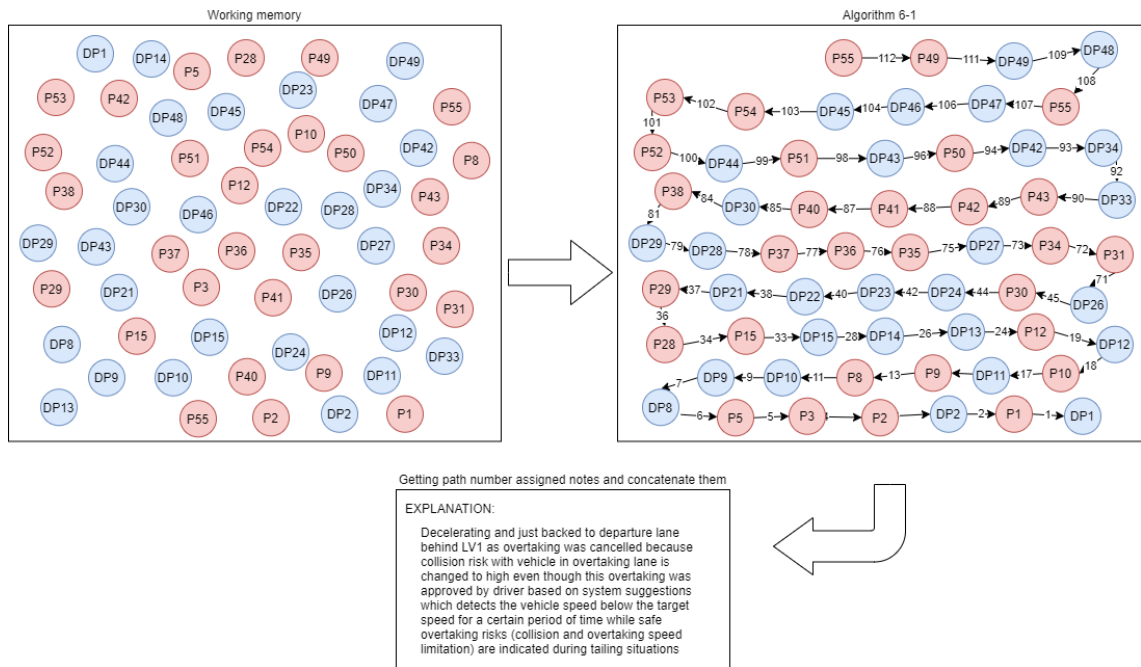 Working memory
DP1
DP14
P5
P28
P49
DP49
P53
P42
DP48
DP45
DP23
DP47
P55
P10
P52
DP44
P51
P54
P50
DP42
P8
P38
DP30
DP46
P12
DP22
DP28
DP34
P43
DP29
DP43
P37
P36
P35
DP27
P34
P29
DP21
P3
P41
DP26
P30
P31
DP8
P15
DP15
DP24
DP12
DP33
DP9
DP10
P40
P9
DP11
DP13
P55
P2
DP2
P1
Algorithm 6-1
P55 112 P49 111 DP49 109 DP48
108
P53 102 P54 103 DP45 104 DP46 106 DP47 107 P55
101
P52 100 DP44 99 P51 98 DP43 96 P50 94 DP42 93 DP34
92
P38 84 DP30 85 P40 87 P41 88 P42 89 P43 90 DP33
81
DP29 79 DP28 78 P37 77 P36 76 P35 75 DP27 73 P34 72 P31
71
P29 37 DP21 38 DP22 40 DP23 42 DP24 44 P30 45 DP26
36
P28 34 P15 33 DP15 28 DP14 26 DP13 24 P12 19 DP12
18
7 DP9 9 DP10 11 P8 13 P9 DP11 17 P10
DP8 6 P5 5 P3 P2 DP2 2 P1 1 DP1
Getting path number assigned notes and concatenate them
EXPLANATION:
Decelerating and just backed to departure lane
behind LV1 as overtaking was cancelled because
collision risk with vehicle in overtaking lane is
changed to high even though this overtaking was
approved by driver based on system suggestions
which detects the vehicle speed below the target
speed for a certain period of time while safe
overtaking risks (collision and overtaking speed
limitation) are indicated during tailing situations